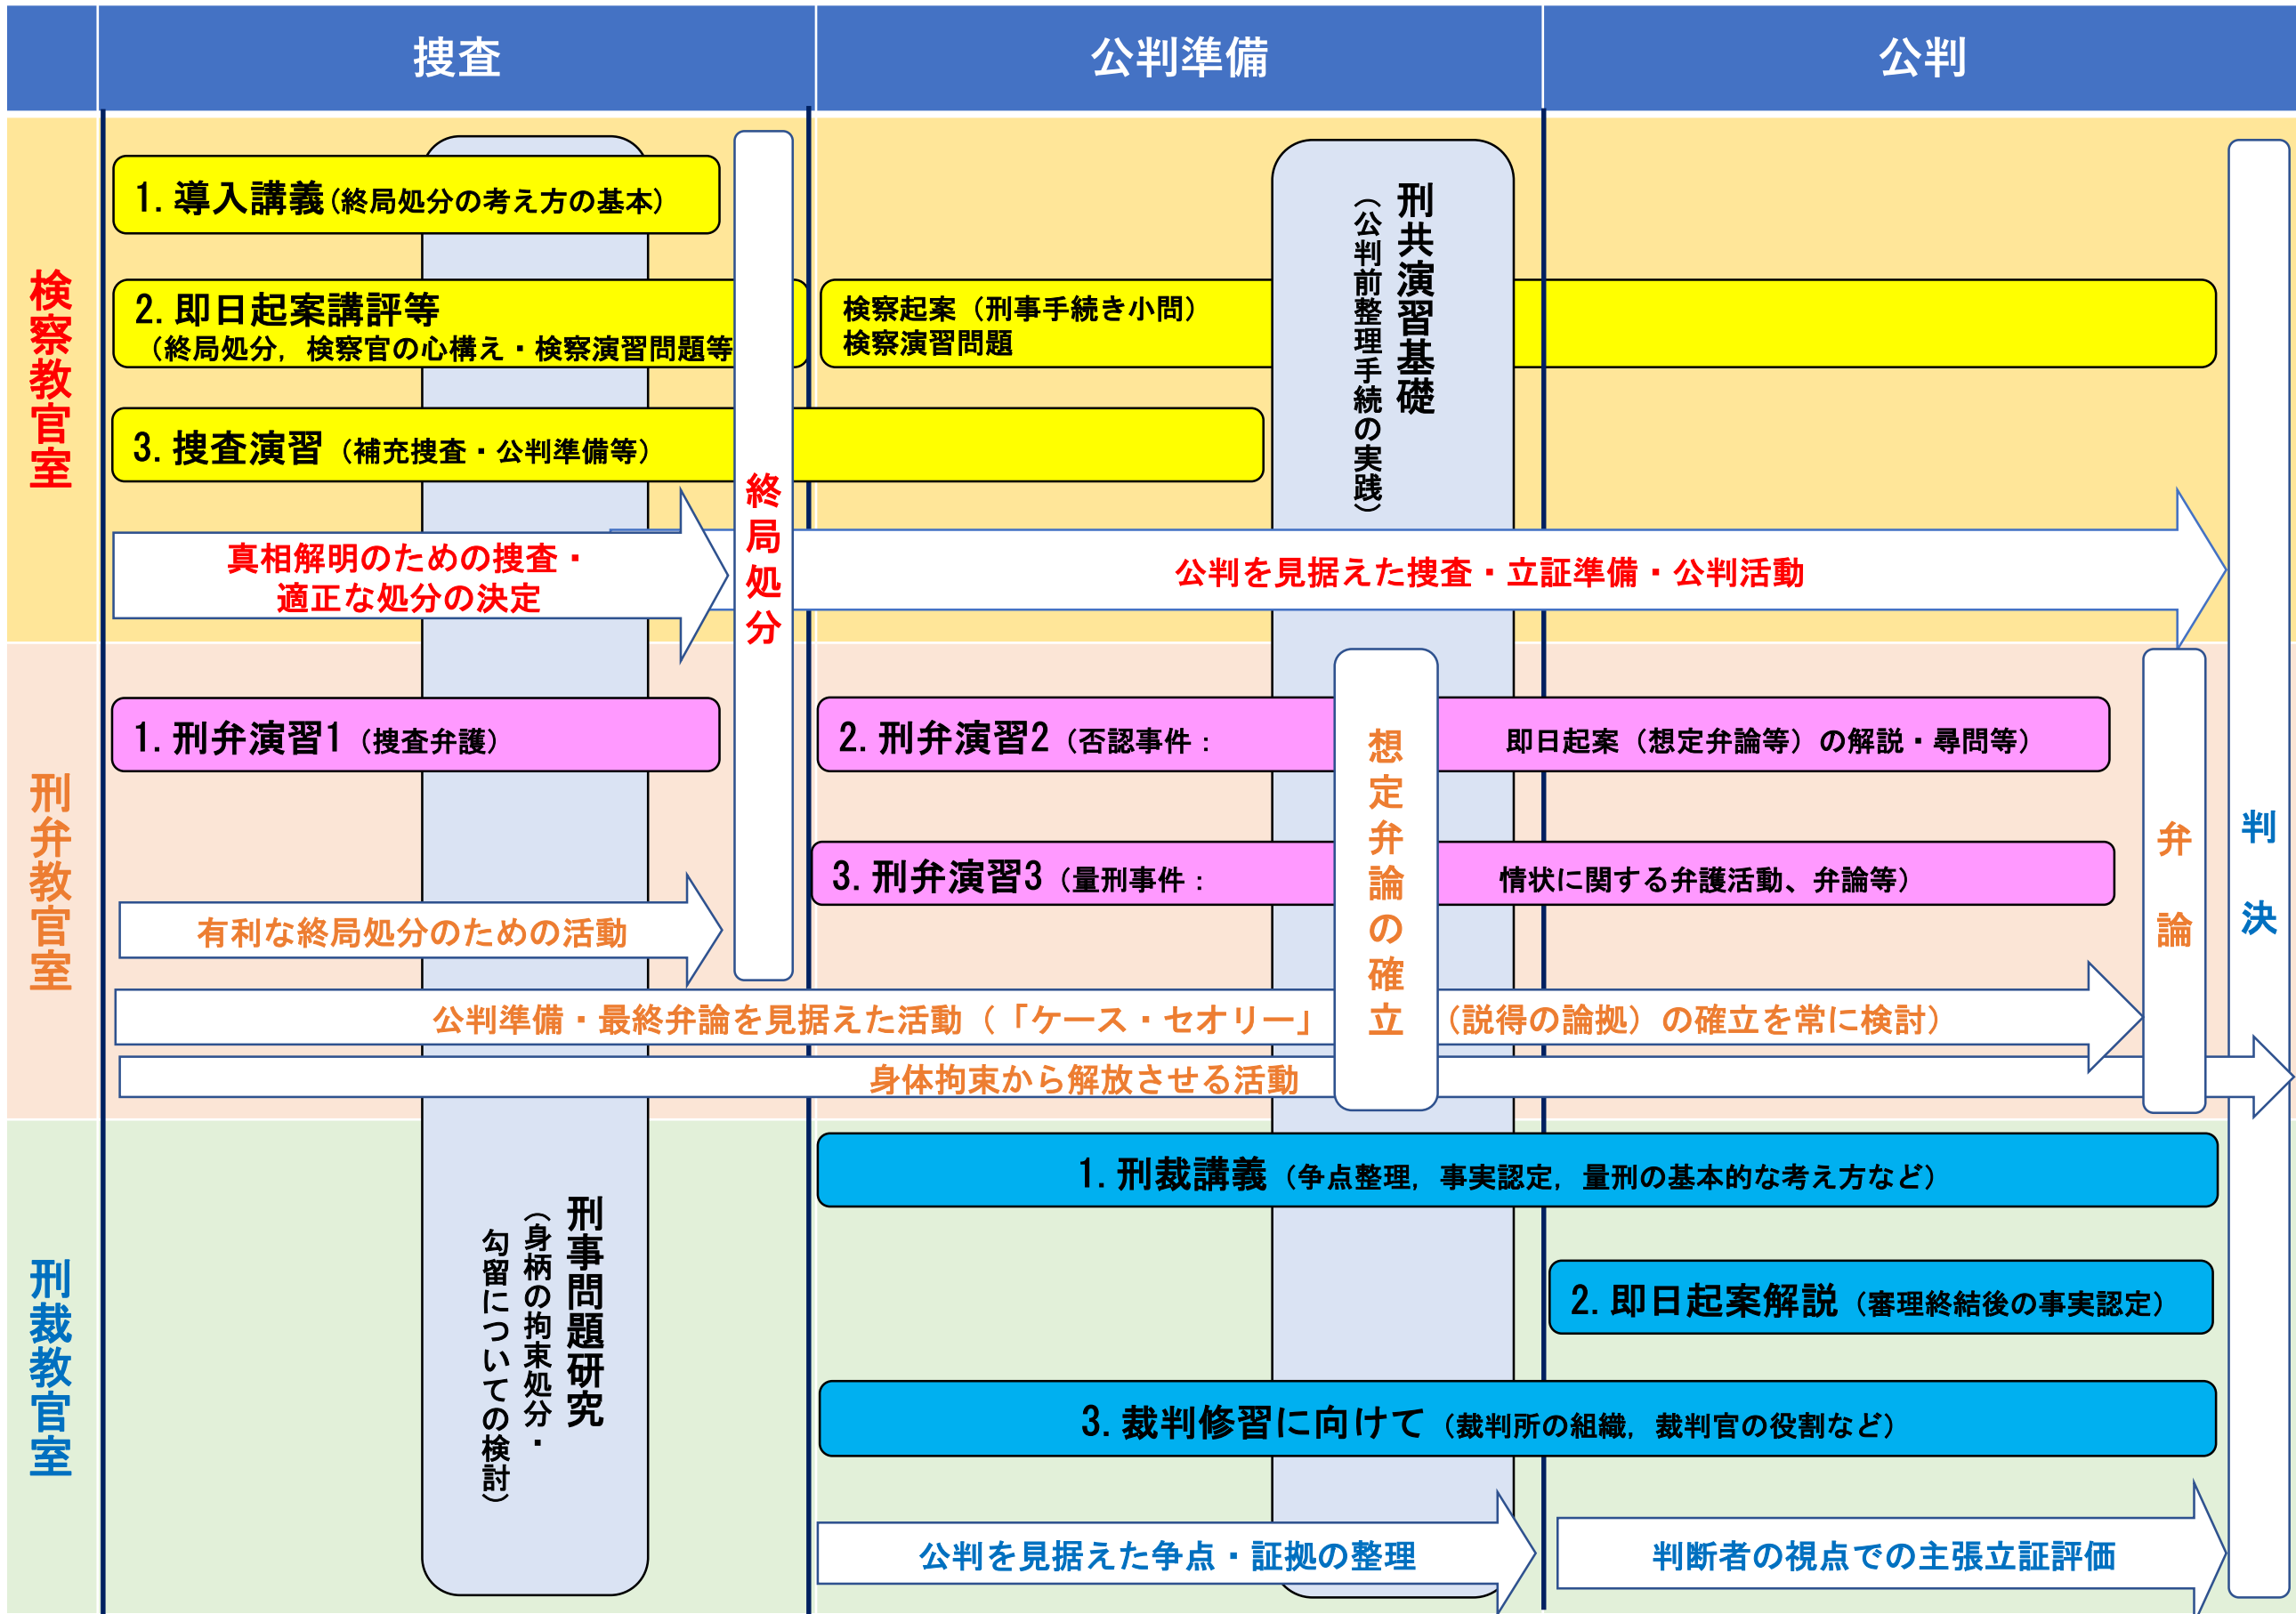 捜査
公判準備
公判
検察教官室
1. 導入講義(終局処分の考え方の基本)
2. 即日起案講評等
（終局処分，検察官の心構え・検察演習問題等
検察起案（刑事手続き小問）
検察演習問題
3. 捜査演習（補充捜査・公判準備等）
真相解明のための捜査・
適正な処分の決定
終局処分
公判を見据えた捜査・立証準備・公判活動
刑共演習基礎
（公判前整理手続の実践）
刑弁教官室
1. 刑弁演習1（捜査弁護）
2. 刑弁演習2（否認事件：
即日起案（想定弁論等）の解説・尋問等）
3. 刑弁演習3（量刑事件：
情状に関する弁護活動、弁論等）
有利な終局処分のための活動
公判準備・最終弁論を見据えた活動（「ケース・セオリー」
（説得の論拠）の確立を常に検討）
身体拘束から解放させる活動
想定弁論の確立
弁論
判決
刑裁教官室
刑事問題研究
（身柄の拘束処分・
勾留についての検討）
1. 刑裁講義（争点整理，事実認定，量刑の基本的な考え方など）
2. 即日起案解説（審理終結後の事実認定）
3. 裁判修習に向けて（裁判所の組織，裁判官の役割など）
公判を見据えた争点・証拠の整理
判断者の視点での主張立証評価